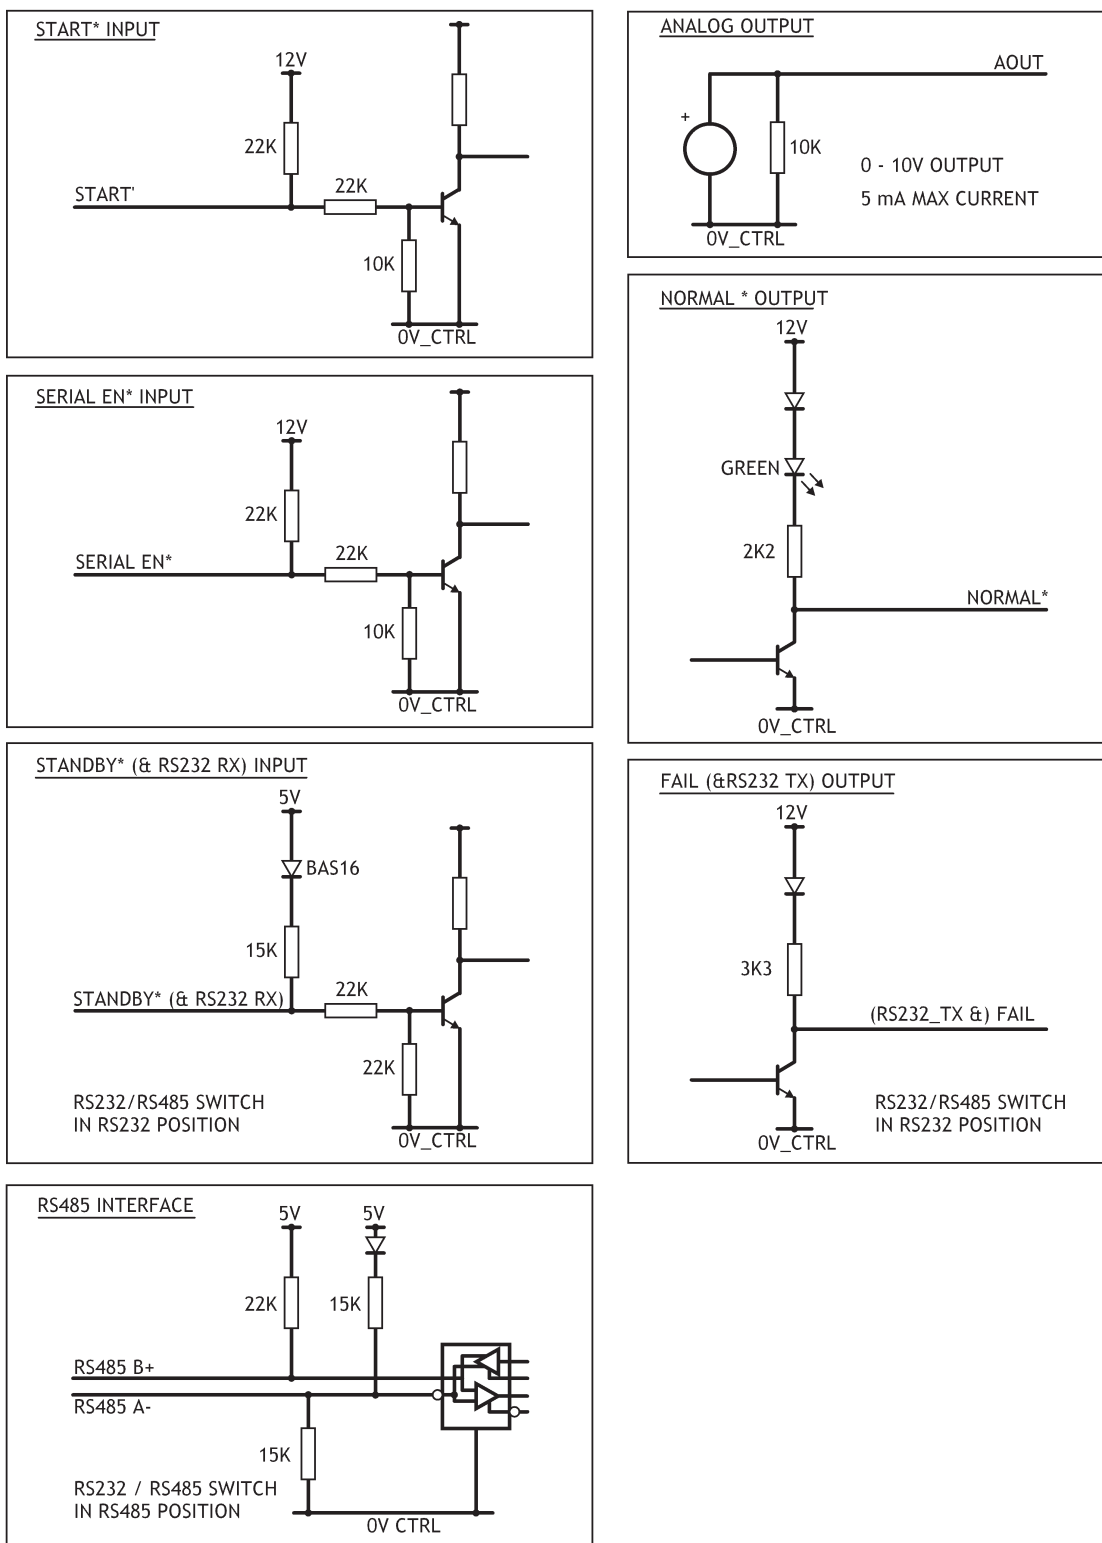 START* INPUT
12V
22K
START'
22K
10K
0V_CTRL
SERIAL EN* INPUT
12V
22K
SERIAL EN*
22K
10K
0V_CTRL
STANDBY* (& RS232 RX) INPUT
5V
BAS16
15K
STANDBY* (& RS232 RX)
22K
22K
RS232/RS485 SWITCH
IN RS232 POSITION
0V_CTRL
RS485 INTERFACE
5V
5V
22K
15K
RS485 B+
RS485 A-
15K
RS232 / RS485 SWITCH
IN RS485 POSITION
0V CTRL
ANALOG OUTPUT
AOUT
+
10K
0 - 10V OUTPUT
5 mA MAX CURRENT
0V_CTRL
NORMAL * OUTPUT
12V
GREEN
2K2
NORMAL*
0V_CTRL
FAIL (&RS232 TX) OUTPUT
12V
3K3
(RS232_TX &) FAIL
RS232/RS485 SWITCH
IN RS232 POSITION
0V_CTRL